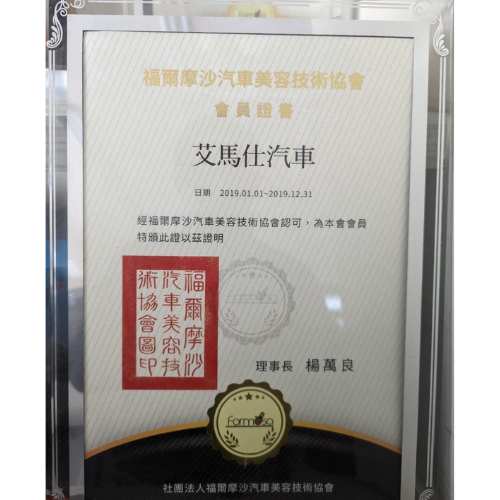 福爾摩沙汽車美容技術協會
會員證書
艾馬仕汽車
日期 2019.01.01~2019.12.31
經福爾摩沙汽車美容技術協會認可，為本會會員
特頒此證以茲證明
福爾摩沙
汽車美容技
術協會圖印
Formosa
理事長 楊萬良
Formosa
社團法人福爾摩沙汽車美容技術協會